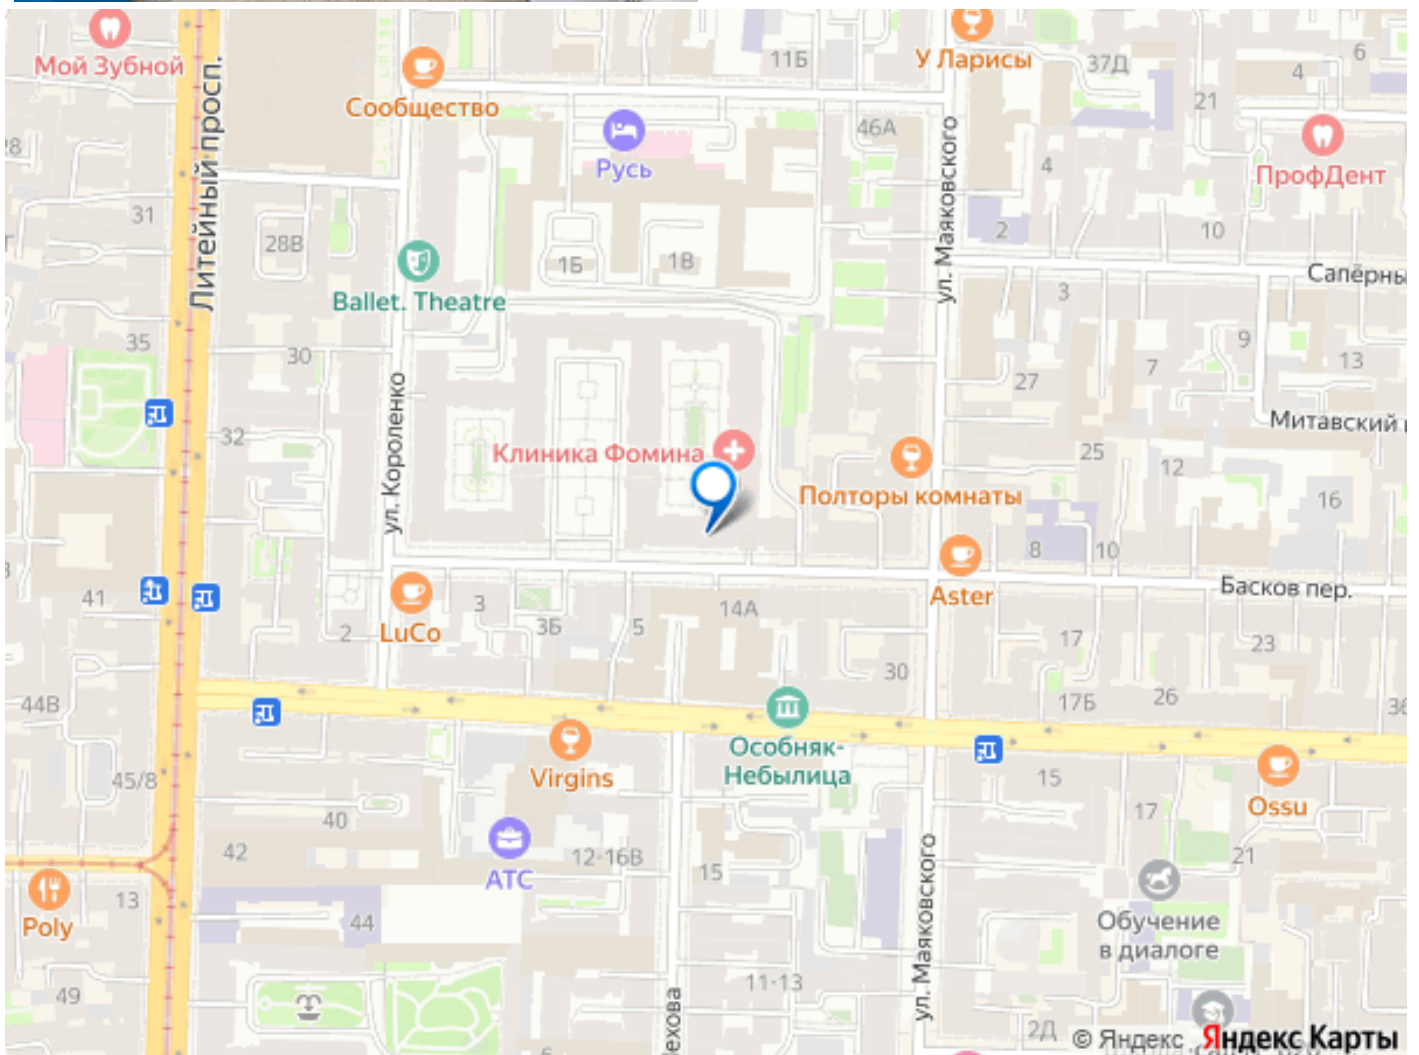 Мой Зубной
Литейный просп.
Сообщество
11Б
У Ларисы
37Д
6
4
21
ПрофДент
Русь
46А
ул. Маяковского
4
31
28В
2
10
1Б
1В
Ballet. Theatre
Сапёрны
3
35
30
9
7
13
27
ул. Короленко
Митавский
32
Клиника Фомина
25
12
Полторы комнаты
16
8
10
Aster
Басков пер.
41
3
3Б
5
14А
LuCo
2
17
23
30
44В
17Б
26
Особняк-
Небылица
Virgins
45/8
15
17
Ossu
40
42
АТС
12-16В
15
21
ул. Маяковского
Poly
13
44
Обучение
в диалоге
49
11-13
ехова
2Д
© Яндекс Яндекс Карты